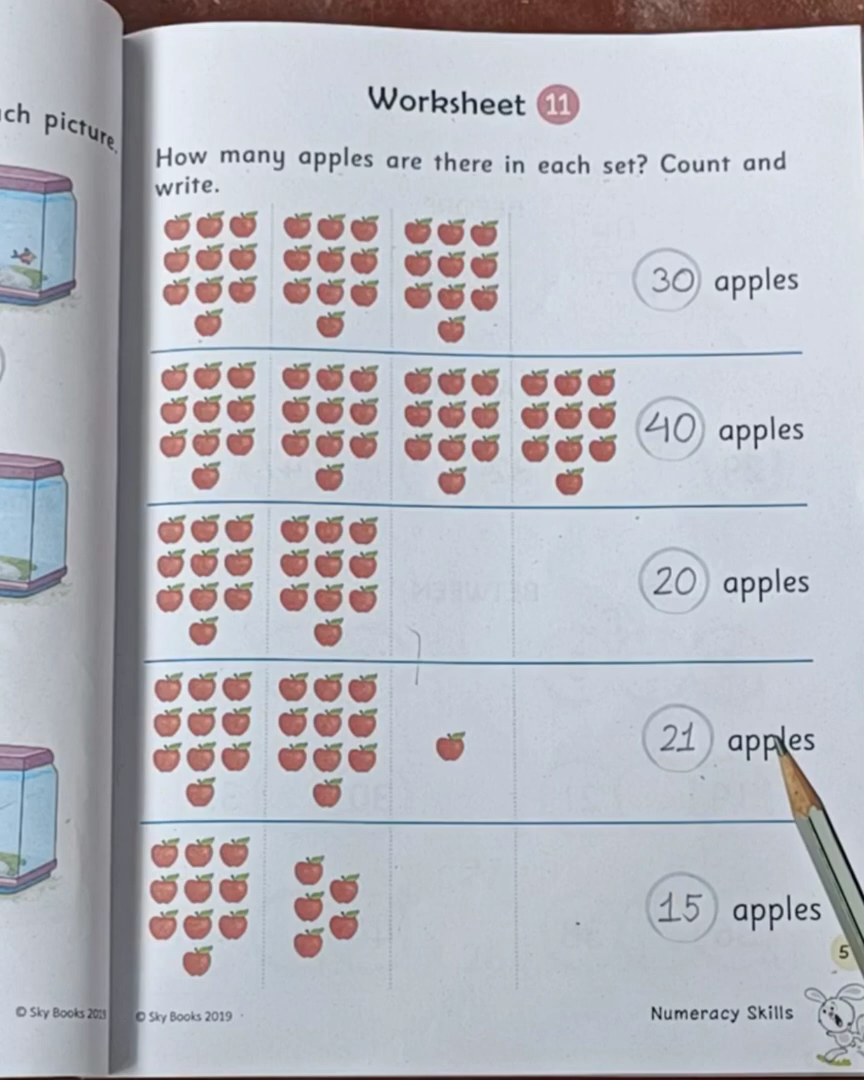 ch picture.
Worksheet 11
How many apples are there in each set? Count and
write.
30 apples
40 apples
20 apples
21 apples
15 apples
5
© Sky Books
© Sky Books 2019
Numeracy Skills